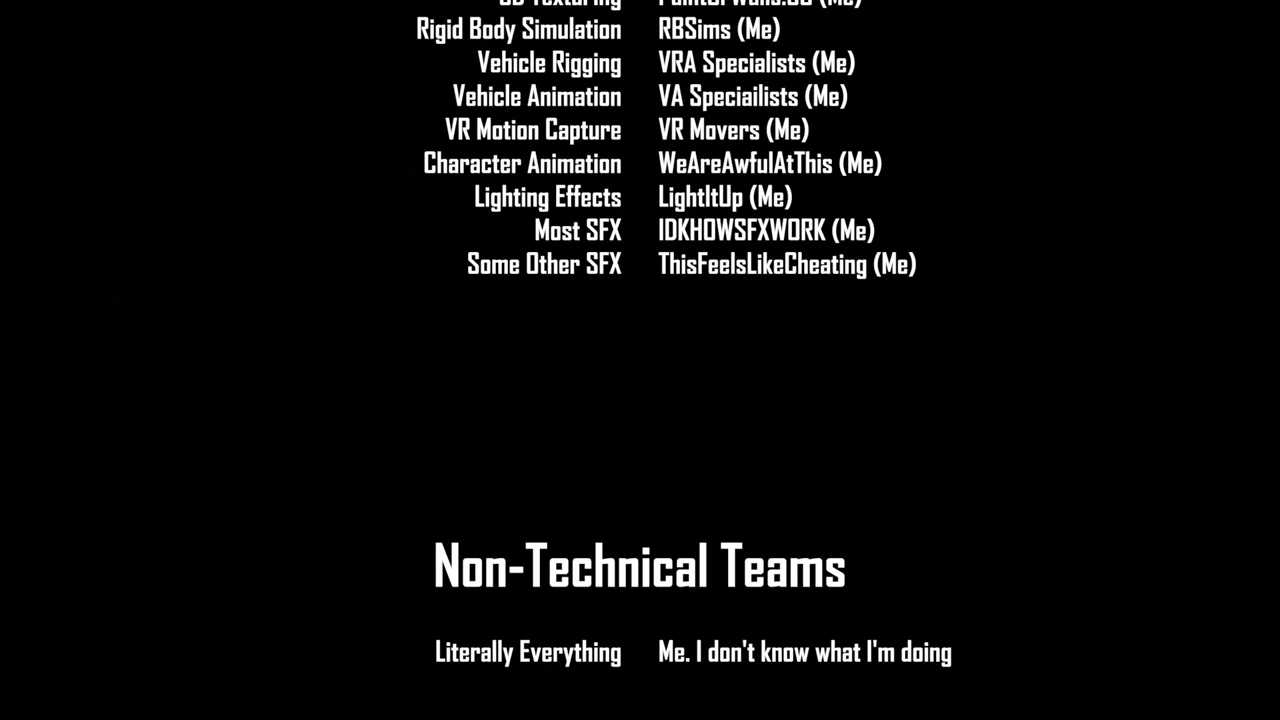 Rigid Body Simulation RBSims (Me)
Vehicle Rigging VRA Specialists (Me)
Vehicle Animation VA Speciailists (Me)
VR Motion Capture VR Movers (Me)
Character Animation WeAreAwfulAtThis (Me)
Lighting Effects LightItUp (Me)
Most SFX IDKHOWSFXWORK (Me)
Some Other SFX ThisFeelsLikeCheating (Me)
Non-Technical Teams
Literally Everything Me. I don't know what I'm doing